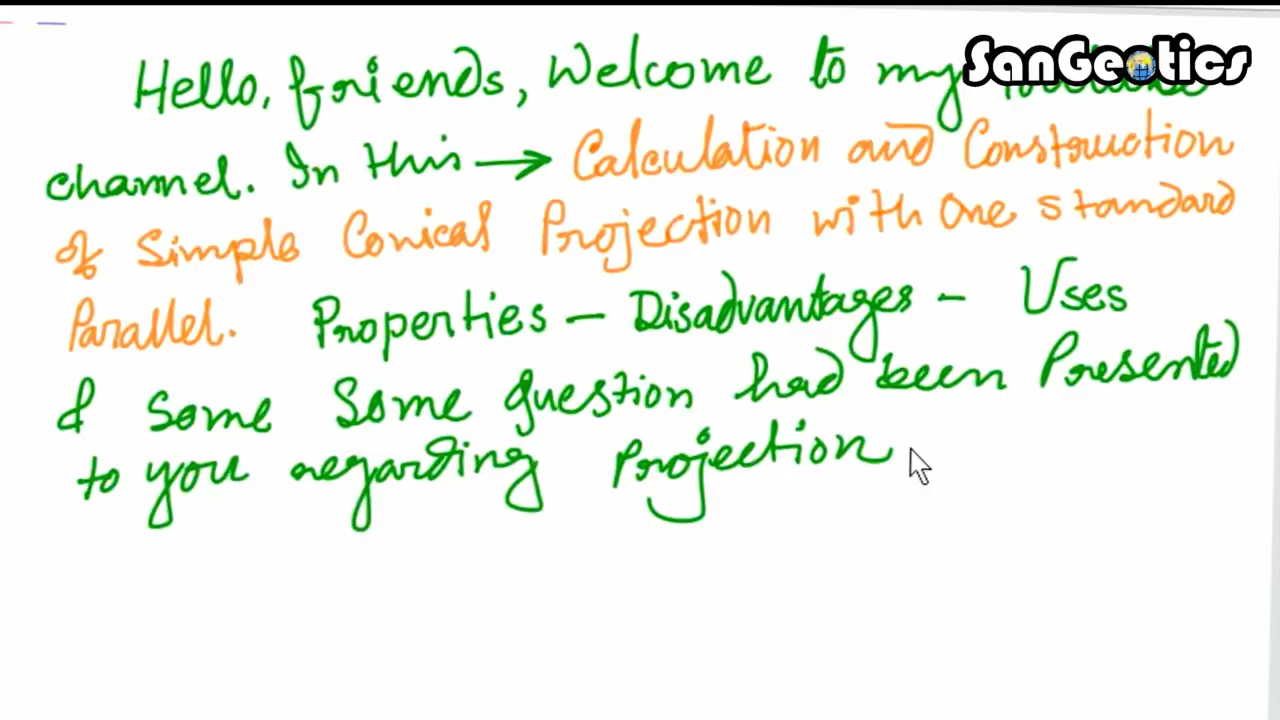 SanGeotics
Hello, friends, Welcome to my
channel. In this → Calculation and Construction
of Simple Conical Projection with One standard
Parallel. Properties – Disadvantages – Uses
& some Some question had been Presented
to you regarding Projection